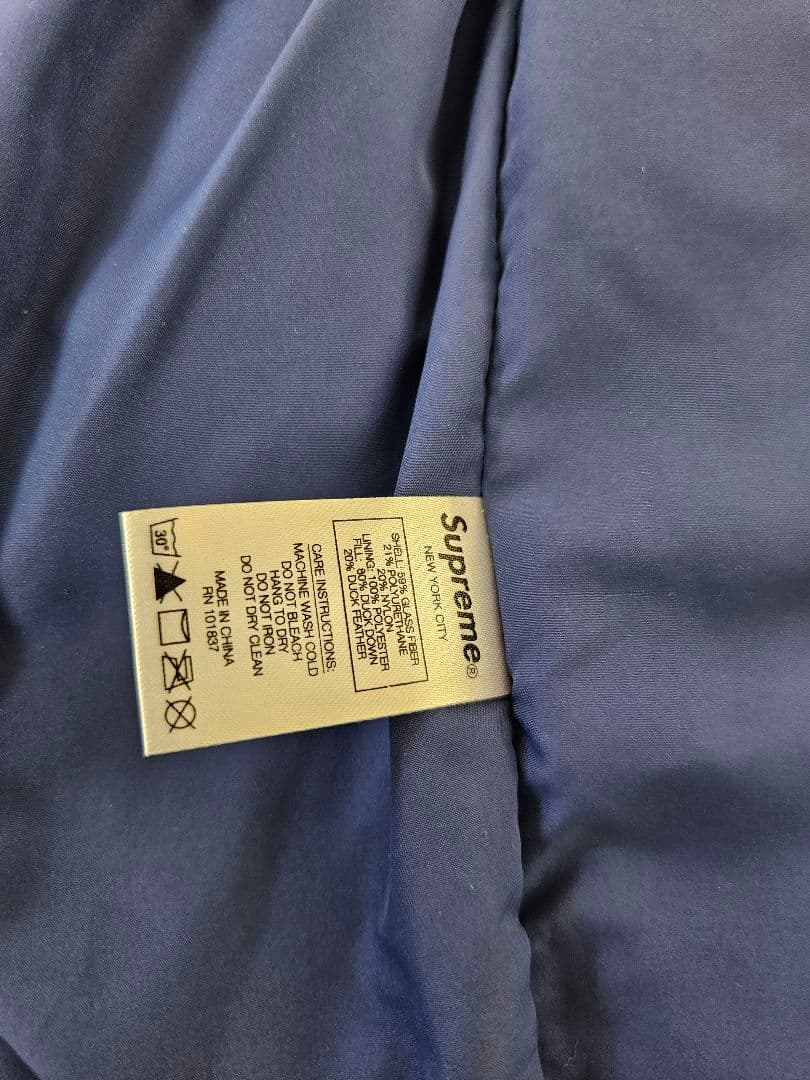 Supreme®
NEW YORK CITY
SHELL: 59% GLASS FIBER
21% POLYURETHANE
20% NYLON
LINING: 100% POLYESTER
FILL: 80% DUCK DOWN
20% DUCK FEATHER
CARE INSTRUCTIONS:
MACHINE WASH COLD
DO NOT BLEACH
HANG TO DRY
DO NOT IRON
DO NOT DRY CLEAN
MADE IN CHINA
RN 101837
30°